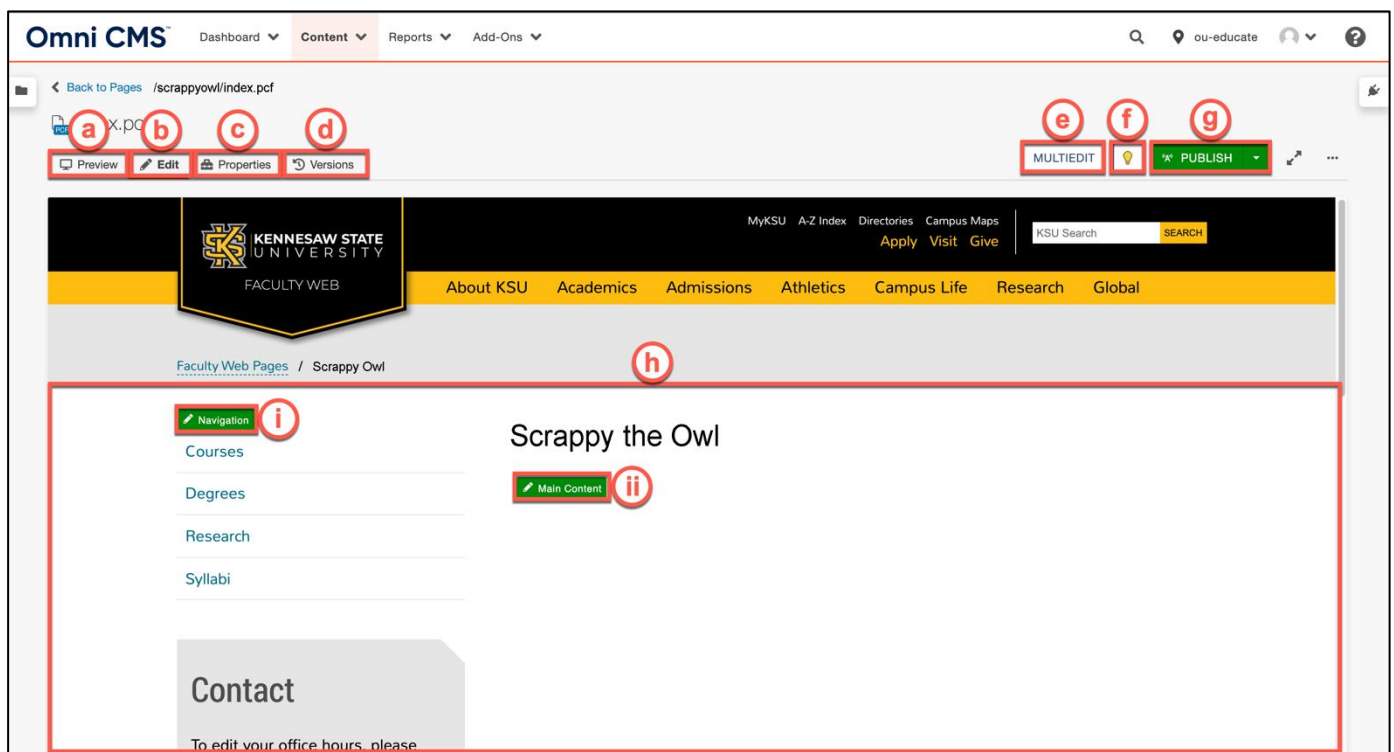 Omni CMS Dashboard Content Reports Add-Ons ou-educate ?
Back to Pages /scrappyowl/index.pcf
a b c d e f g
Preview Edit Properties Versions MULTIEDIT PUBLISH ...
MyKSU A-Z Index Directories Campus Maps
Apply Visit Give
KSU Search SEARCH
KS
KENNESAW STATE
UNIVERSITY
FACULTY WEB
About KSU Academics Admissions Athletics Campus Life Research Global
Faculty Web Pages / Scrappy Owl
h
Navigation i
Courses
Degrees
Research
Syllabi
Scrappy the Owl
Main Content ii
Contact
To edit your office hours, please